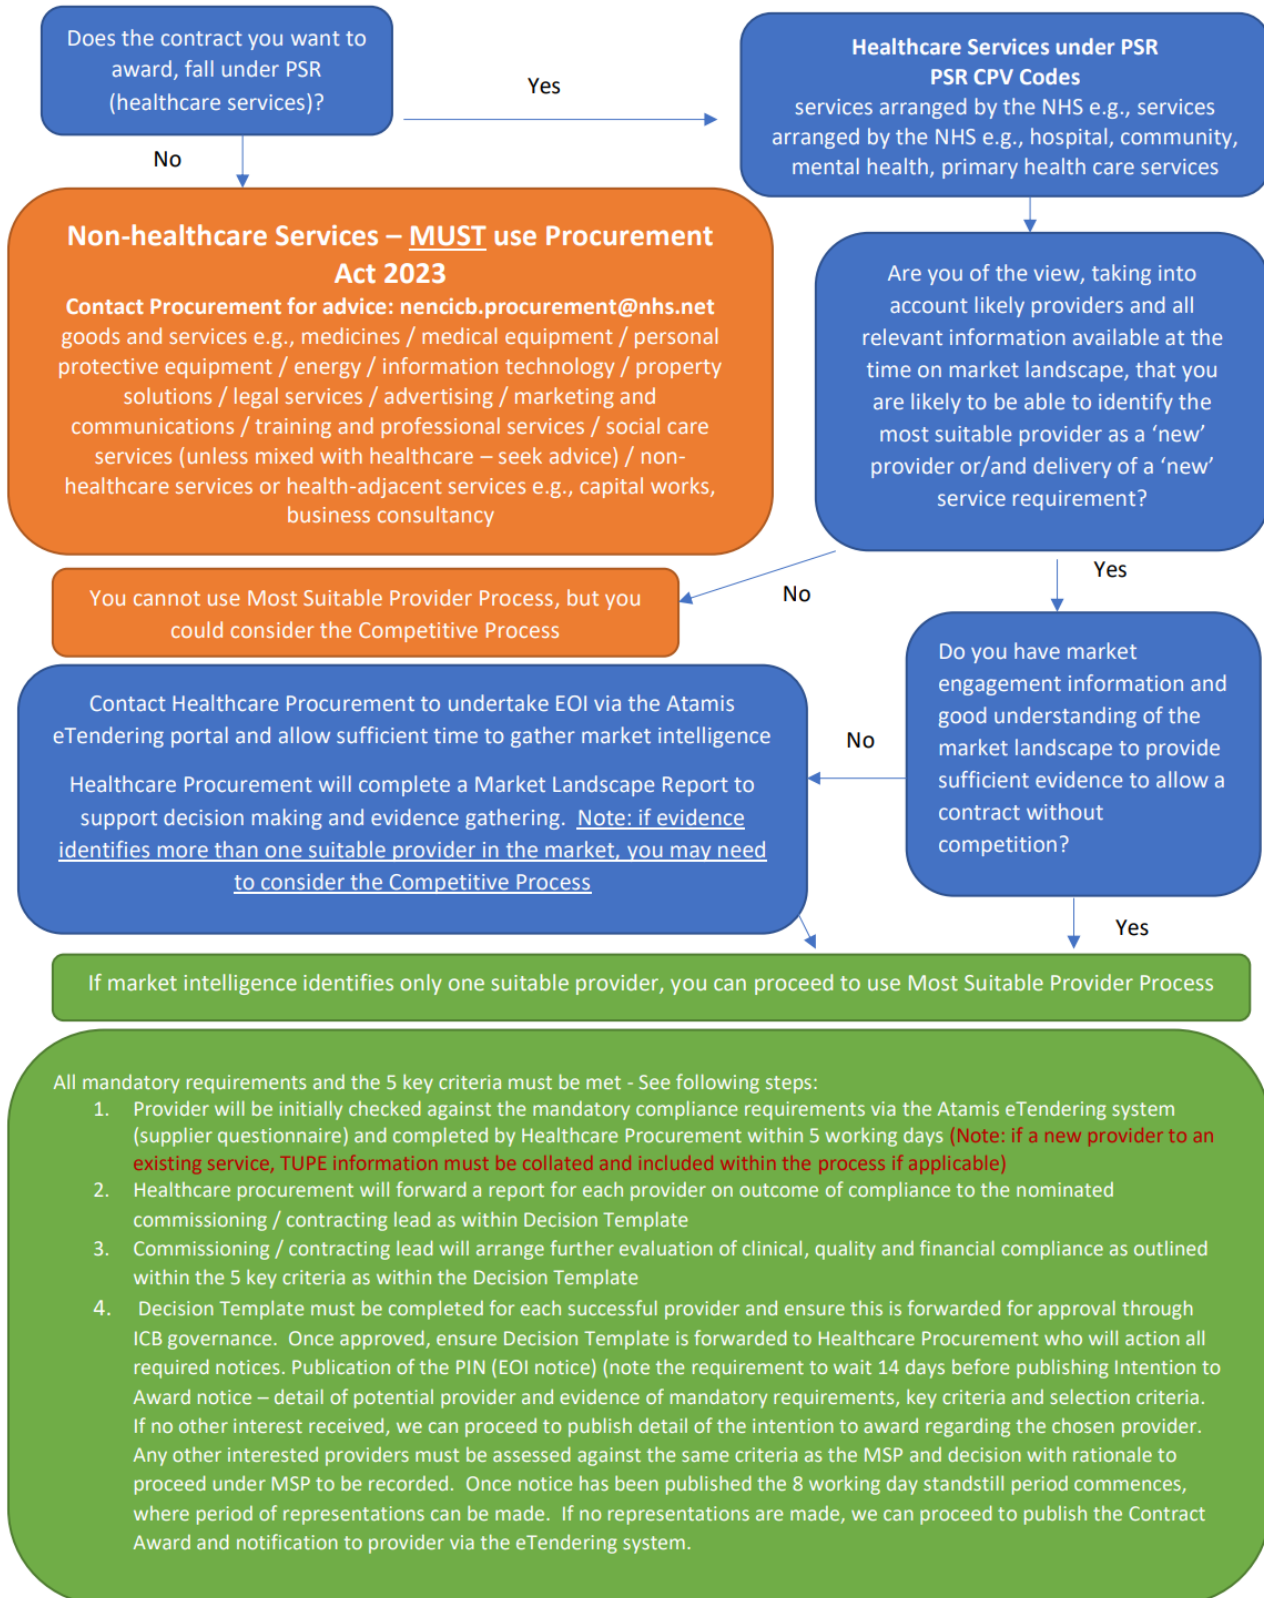 Does the contract you want to
award, fall under PSR
(healthcare services)?
Yes
Healthcare Services under PSR
PSR CPV Codes
services arranged by the NHS e.g., services
arranged by the NHS e.g., hospital, community,
mental health, primary health care services
No
Non-healthcare Services – MUST use Procurement
Act 2023
Contact Procurement for advice: nencicb.procurement@nhs.net
goods and services e.g., medicines / medical equipment / personal
protective equipment / energy / information technology / property
solutions / legal services / advertising / marketing and
communications / training and professional services / social care
services (unless mixed with healthcare – seek advice) / non-
healthcare services or health-adjacent services e.g., capital works,
business consultancy
Are you of the view, taking into
account likely providers and all
relevant information available at the
time on market landscape, that you
are likely to be able to identify the
most suitable provider as a ‘new’
provider or/and delivery of a ‘new’
service requirement?
No
Yes
You cannot use Most Suitable Provider Process, but you
could consider the Competitive Process
Do you have market
engagement information and
good understanding of the
market landscape to provide
sufficient evidence to allow a
contract without
competition?
No
Contact Healthcare Procurement to undertake EOI via the Atamis
eTendering portal and allow sufficient time to gather market intelligence
Healthcare Procurement will complete a Market Landscape Report to
support decision making and evidence gathering. Note: if evidence
identifies more than one suitable provider in the market, you may need
to consider the Competitive Process
Yes
If market intelligence identifies only one suitable provider, you can proceed to use Most Suitable Provider Process
All mandatory requirements and the 5 key criteria must be met - See following steps:
1. Provider will be initially checked against the mandatory compliance requirements via the Atamis eTendering system
(supplier questionnaire) and completed by Healthcare Procurement within 5 working days (Note: if a new provider to an
existing service, TUPE information must be collated and included within the process if applicable)
2. Healthcare procurement will forward a report for each provider on outcome of compliance to the nominated
commissioning / contracting lead as within Decision Template
3. Commissioning / contracting lead will arrange further evaluation of clinical, quality and financial compliance as outlined
within the 5 key criteria as within the Decision Template
4. Decision Template must be completed for each successful provider and ensure this is forwarded for approval through
ICB governance. Once approved, ensure Decision Template is forwarded to Healthcare Procurement who will action all
required notices. Publication of the PIN (EOI notice) (note the requirement to wait 14 days before publishing Intention to
Award notice – detail of potential provider and evidence of mandatory requirements, key criteria and selection criteria.
If no other interest received, we can proceed to publish detail of the intention to award regarding the chosen provider.
Any other interested providers must be assessed against the same criteria as the MSP and decision with rationale to
proceed under MSP to be recorded. Once notice has been published the 8 working day standstill period commences,
where period of representations can be made. If no representations are made, we can proceed to publish the Contract
Award and notification to provider via the eTendering system.